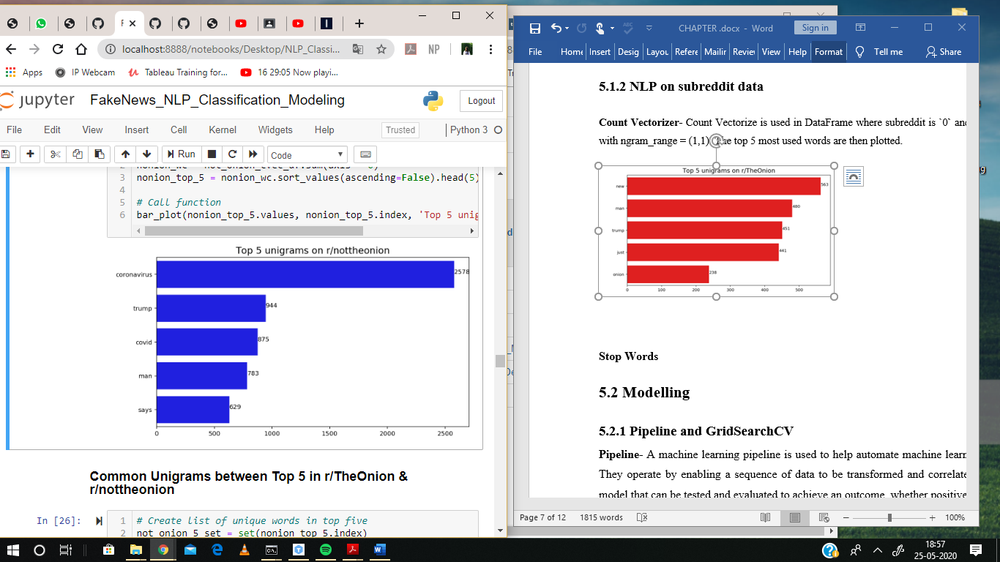 localhost:8888/notebooks/Desktop/NLP_Classi...
NP
Apps
IP Webcam
Tableau Training for...
16 29:05 Now playi...
jupyter
FakeNews_NLP_Classification_Modeling
Logout
File Edit View Insert Cell Kernel Widgets Help
Trusted
Python 3
Run
Code
3 nonion_top_5 = nonion_wc.sort_values(ascending=False).head(5)
4
5 # Call function
6 bar_plot(nonion_top_5.values, nonion_top_5.index, 'Top 5 unig
Top 5 unigrams on r/nottheonion
coronavirus 2578
trump 944
covid 875
man 783
says 629
0 500 1000 1500 2000 2500
Common Unigrams between Top 5 in r/TheOnion &
r/nottheonion
In [26]:
1 # Create list of unique words in top five
2 not_onion_5_set = set(nonion_top_5.index)
CHAPTER .docx - Word
Sign in
File Home Insert Desig Layou Refere Mailin Review View Help Format Tell me Share
5.1.2 NLP on subreddit data
Count Vectorizer- Count Vectorize is used in DataFrame where subreddit is `0` and
with ngram_range = (1,1). The top 5 most used words are then plotted.
Top 5 unigrams on r/TheOnion
new 563
man 480
trump 451
just 441
onion 238
0 100 200 300 400 500
Stop Words
5.2 Modelling
5.2.1 Pipeline and GridSearchCV
Pipeline- A machine learning pipeline is used to help automate machine learn
They operate by enabling a sequence of data to be transformed and correlate
model that can be tested and evaluated to achieve an outcome, whether positive
Page 7 of 12 1815 words
100%
18:57
25-05-2020